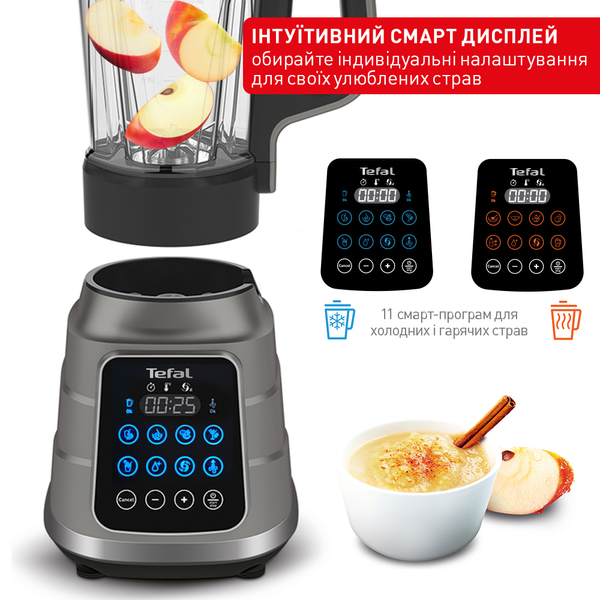 ІНТУЇТИВНИЙ СМАРТ ДИСПЛЕЙ
обирайте індивідуальні налаштування
для своїх улюблених страв
Tefal
00:00
Cancel
Tefal
00:00
Cancel
11 смарт-програм для
холодних і гарячих страв
Tefal
00:25
Cancel